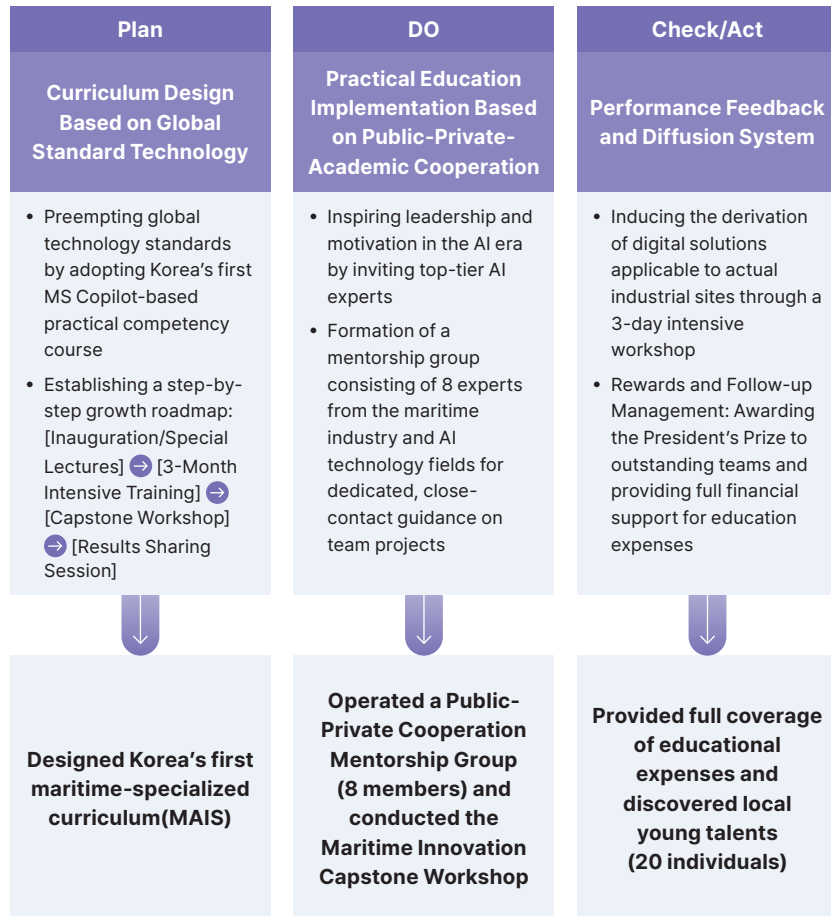 Plan
Curriculum Design
Based on Global
Standard Technology
• Preempting global
technology standards
by adopting Korea's first
MS Copilot-based
practical competency
course
• Establishing a step-by-
step growth roadmap:
[Inauguration/Special
Lectures] → [3-Month
Intensive Training] →
[Capstone Workshop]
→ [Results Sharing
Session]
Designed Korea's first
maritime-specialized
curriculum(MAIS)
DO
Practical Education
Implementation Based
on Public-Private-
Academic Cooperation
• Inspiring leadership and
motivation in the AI era
by inviting top-tier AI
experts
• Formation of a
mentorship group
consisting of 8 experts
from the maritime
industry and AI
technology fields for
dedicated, close-
contact guidance on
team projects
Operated a Public-
Private Cooperation
Mentorship Group
(8 members) and
conducted the
Maritime Innovation
Capstone Workshop
Check/Act
Performance Feedback
and Diffusion System
• Inducing the derivation
of digital solutions
applicable to actual
industrial sites through a
3-day intensive
workshop
• Rewards and Follow-up
Management: Awarding
the President's Prize to
outstanding teams and
providing full financial
support for education
expenses
Provided full coverage
of educational
expenses and
discovered local
young talents
(20 individuals)